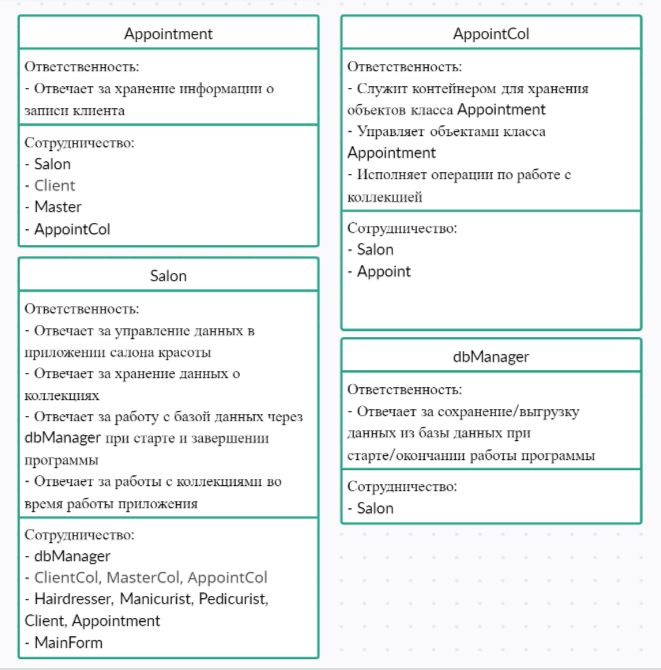 Appointment
Ответственность:
- Отвечает за хранение информации о
записи клиента
Сотрудничество:
- Salon
- Client
- Master
- AppointCol
AppointCol
Ответственность:
- Служит контейнером для хранения
объектов класса Appointment
- Управляет объектами класса
Appointment
- Исполняет операции по работе с
коллекцией
Сотрудничество:
- Salon
- Appoint
Salon
Ответственность:
- Отвечает за управление данных в
приложении салона красоты
- Отвечает за хранение данных о
коллекциях
- Отвечает за работу с базой данных через
dbManager при старте и завершении
программы
- Отвечает за работы с коллекциями во
время работы приложения
Сотрудничество:
- dbManager
- ClientCol, MasterCol, AppointCol
- Hairdresser, Manicurist, Pedicurist,
Client, Appointment
- MainForm
dbManager
Ответственность:
- Отвечает за сохранение/выгрузку
данных из базы данных при
старте/окончании работы программы
Сотрудничество:
- Salon